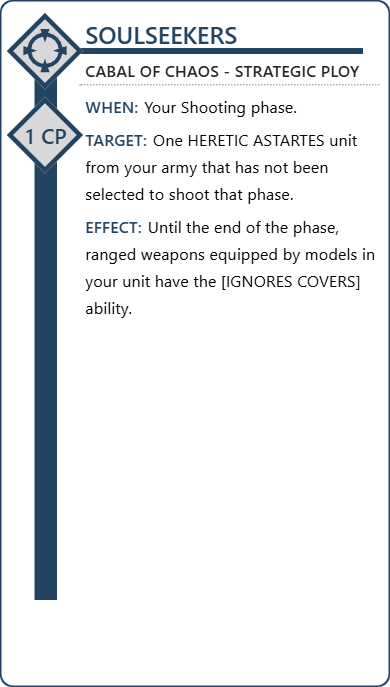 SOULSEEKERS
CABAL OF CHAOS - STRATEGIC PLOY
1 CP
WHEN: Your Shooting phase.
TARGET: One HERETIC ASTARTES unit
from your army that has not been
selected to shoot that phase.
EFFECT: Until the end of the phase,
ranged weapons equipped by models in
your unit have the [IGNORES COVERS]
ability.